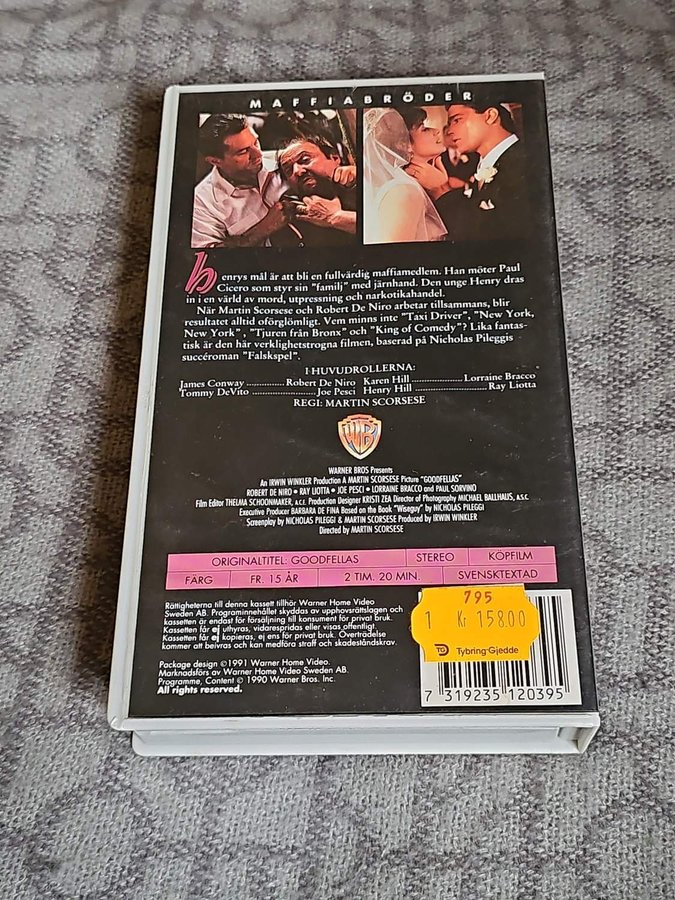 MAFFIABRÖDER
henrys mål är att bli en fullvärdig maffiamedlem. Han möter Paul
Cicero som styr sin "familj" med järnhand. Den unge Henry dras
in i en värld av mord, utpressning och narkotikahandel.
När Martin Scorsese och Robert De Niro arbetar tillsammans, blir
resultatet alltid oförglömligt. Vem minns inte "Taxi Driver", "New York,
New York", "Tjuren från Bronx" och "King of Comedy"? Lika fantas-
tisk är den här verklighetstrogna filmen, baserad på Nicholas Pileggis
succéroman "Falskspel".
I HUVUDROLLERNA:
James Conway ................ Robert De Niro Karen Hill ..................... Lorraine Bracco
Tommy DeVito .......................... Joe Pesci Henry Hill ............................. Ray Liotta
REGI: MARTIN SCORSESE
WB
WARNER BROS Presents
An IRWIN WINKLER Production A MARTIN SCORSESE Picture "GOODFELLAS"
ROBERT DE NIRO • RAY LIOTTA • JOE PESCI • LORRAINE BRACCO and PAUL SORVINO
Film Editor THELMA SCHOONMAKER, A.C.E. Production Designer KRISTI ZEA Director of Photography MICHAEL BALLHAUS, A.S.C.
Executive Producer BARBARA DE FINA Based on the Book "Wiseguy" by NICHOLAS PILEGGI
Screenplay by NICHOLAS PILEGGI & MARTIN SCORSESE Produced by IRWIN WINKLER
Directed by MARTIN SCORSESE
ORIGINALTITEL: GOODFELLAS STEREO KÖPFILM
FÄRG FR. 15 ÅR 2 TIM. 20 MIN. SVENSKTEXTAD
Rättigheterna till denna kassett tillhör Warner Home Video
Sweden AB. Programinnehållet skyddas av upphovsrättslagen och
kassetten är endast för försäljning till konsument för privat bruk.
Kassetten får ej uthyras, vidarespridas eller visas offentligt.
Kassetten får ej kopieras, ej ens för privat bruk. Överträdelse
kommer att beivras och kan medföra straff och skadeståndskrav.
Package design ©1991 Warner Home Video.
Marknadsförs av Warner Home Video Sweden AB.
Programme, Content © 1990 Warner Bros. Inc.
All rights reserved.
795
1 Kr 158.00
TG Tybring-Gjedde
7 319235 120395